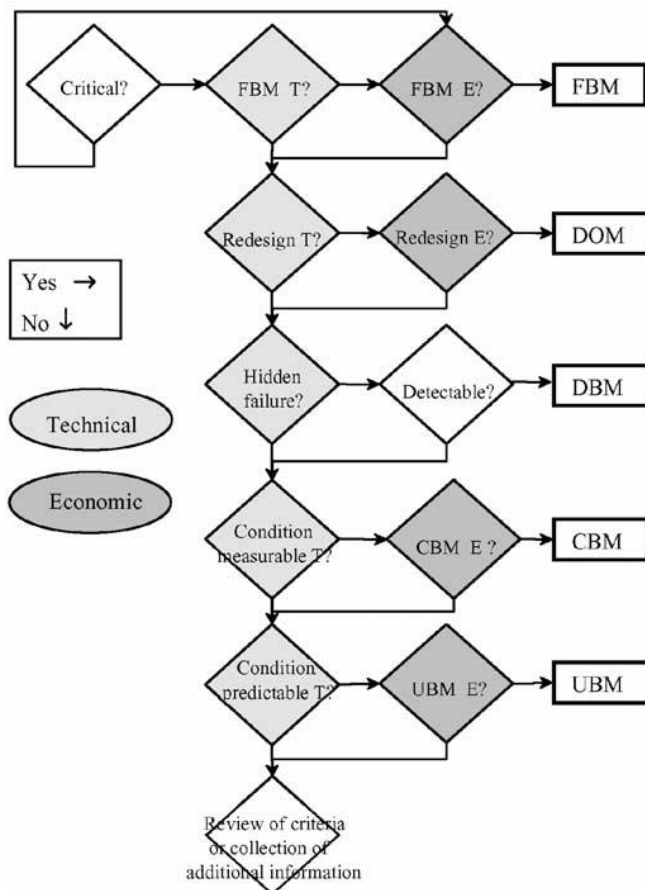 Critical?
FBM T?
FBM E?
FBM
Redesign T?
Redesign E?
DOM
Yes →
No ↓
Hidden
failure?
Detectable?
DBM
Technical
Economic
Condition
measurable T?
CBM E ?
CBM
Condition
predictable T?
UBM E?
UBM
Review of criteria
or collection of
additional information